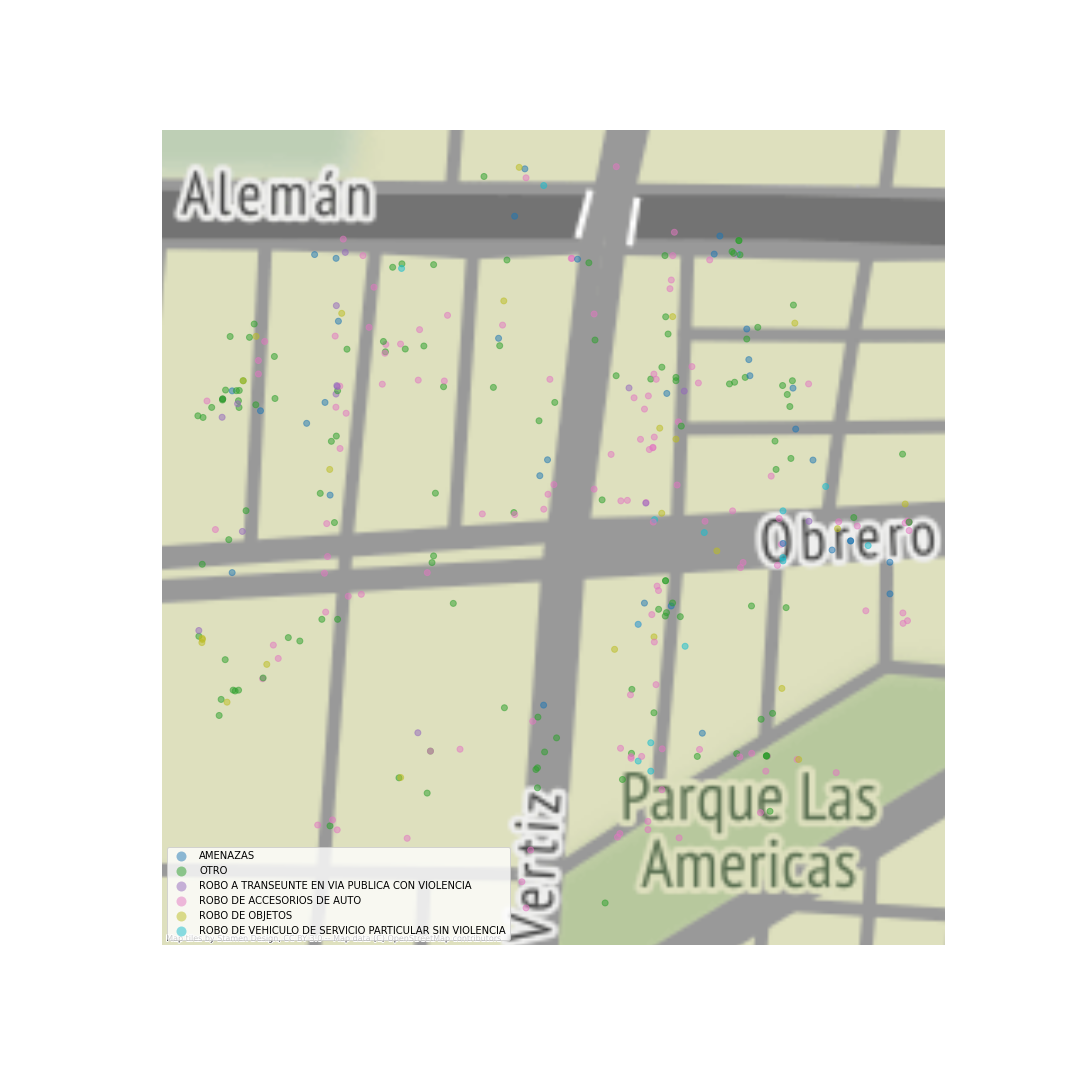 Alemán
Obrero
Parque Las
Americas
Vertiz
AMENAZAS
OTRO
ROBO A TRANSEUNTE EN VIA PUBLICA CON VIOLENCIA
ROBO DE ACCESORIOS DE AUTO
ROBO DE OBJETOS
ROBO DE VEHICULO DE SERVICIO PARTICULAR SIN VIOLENCIA